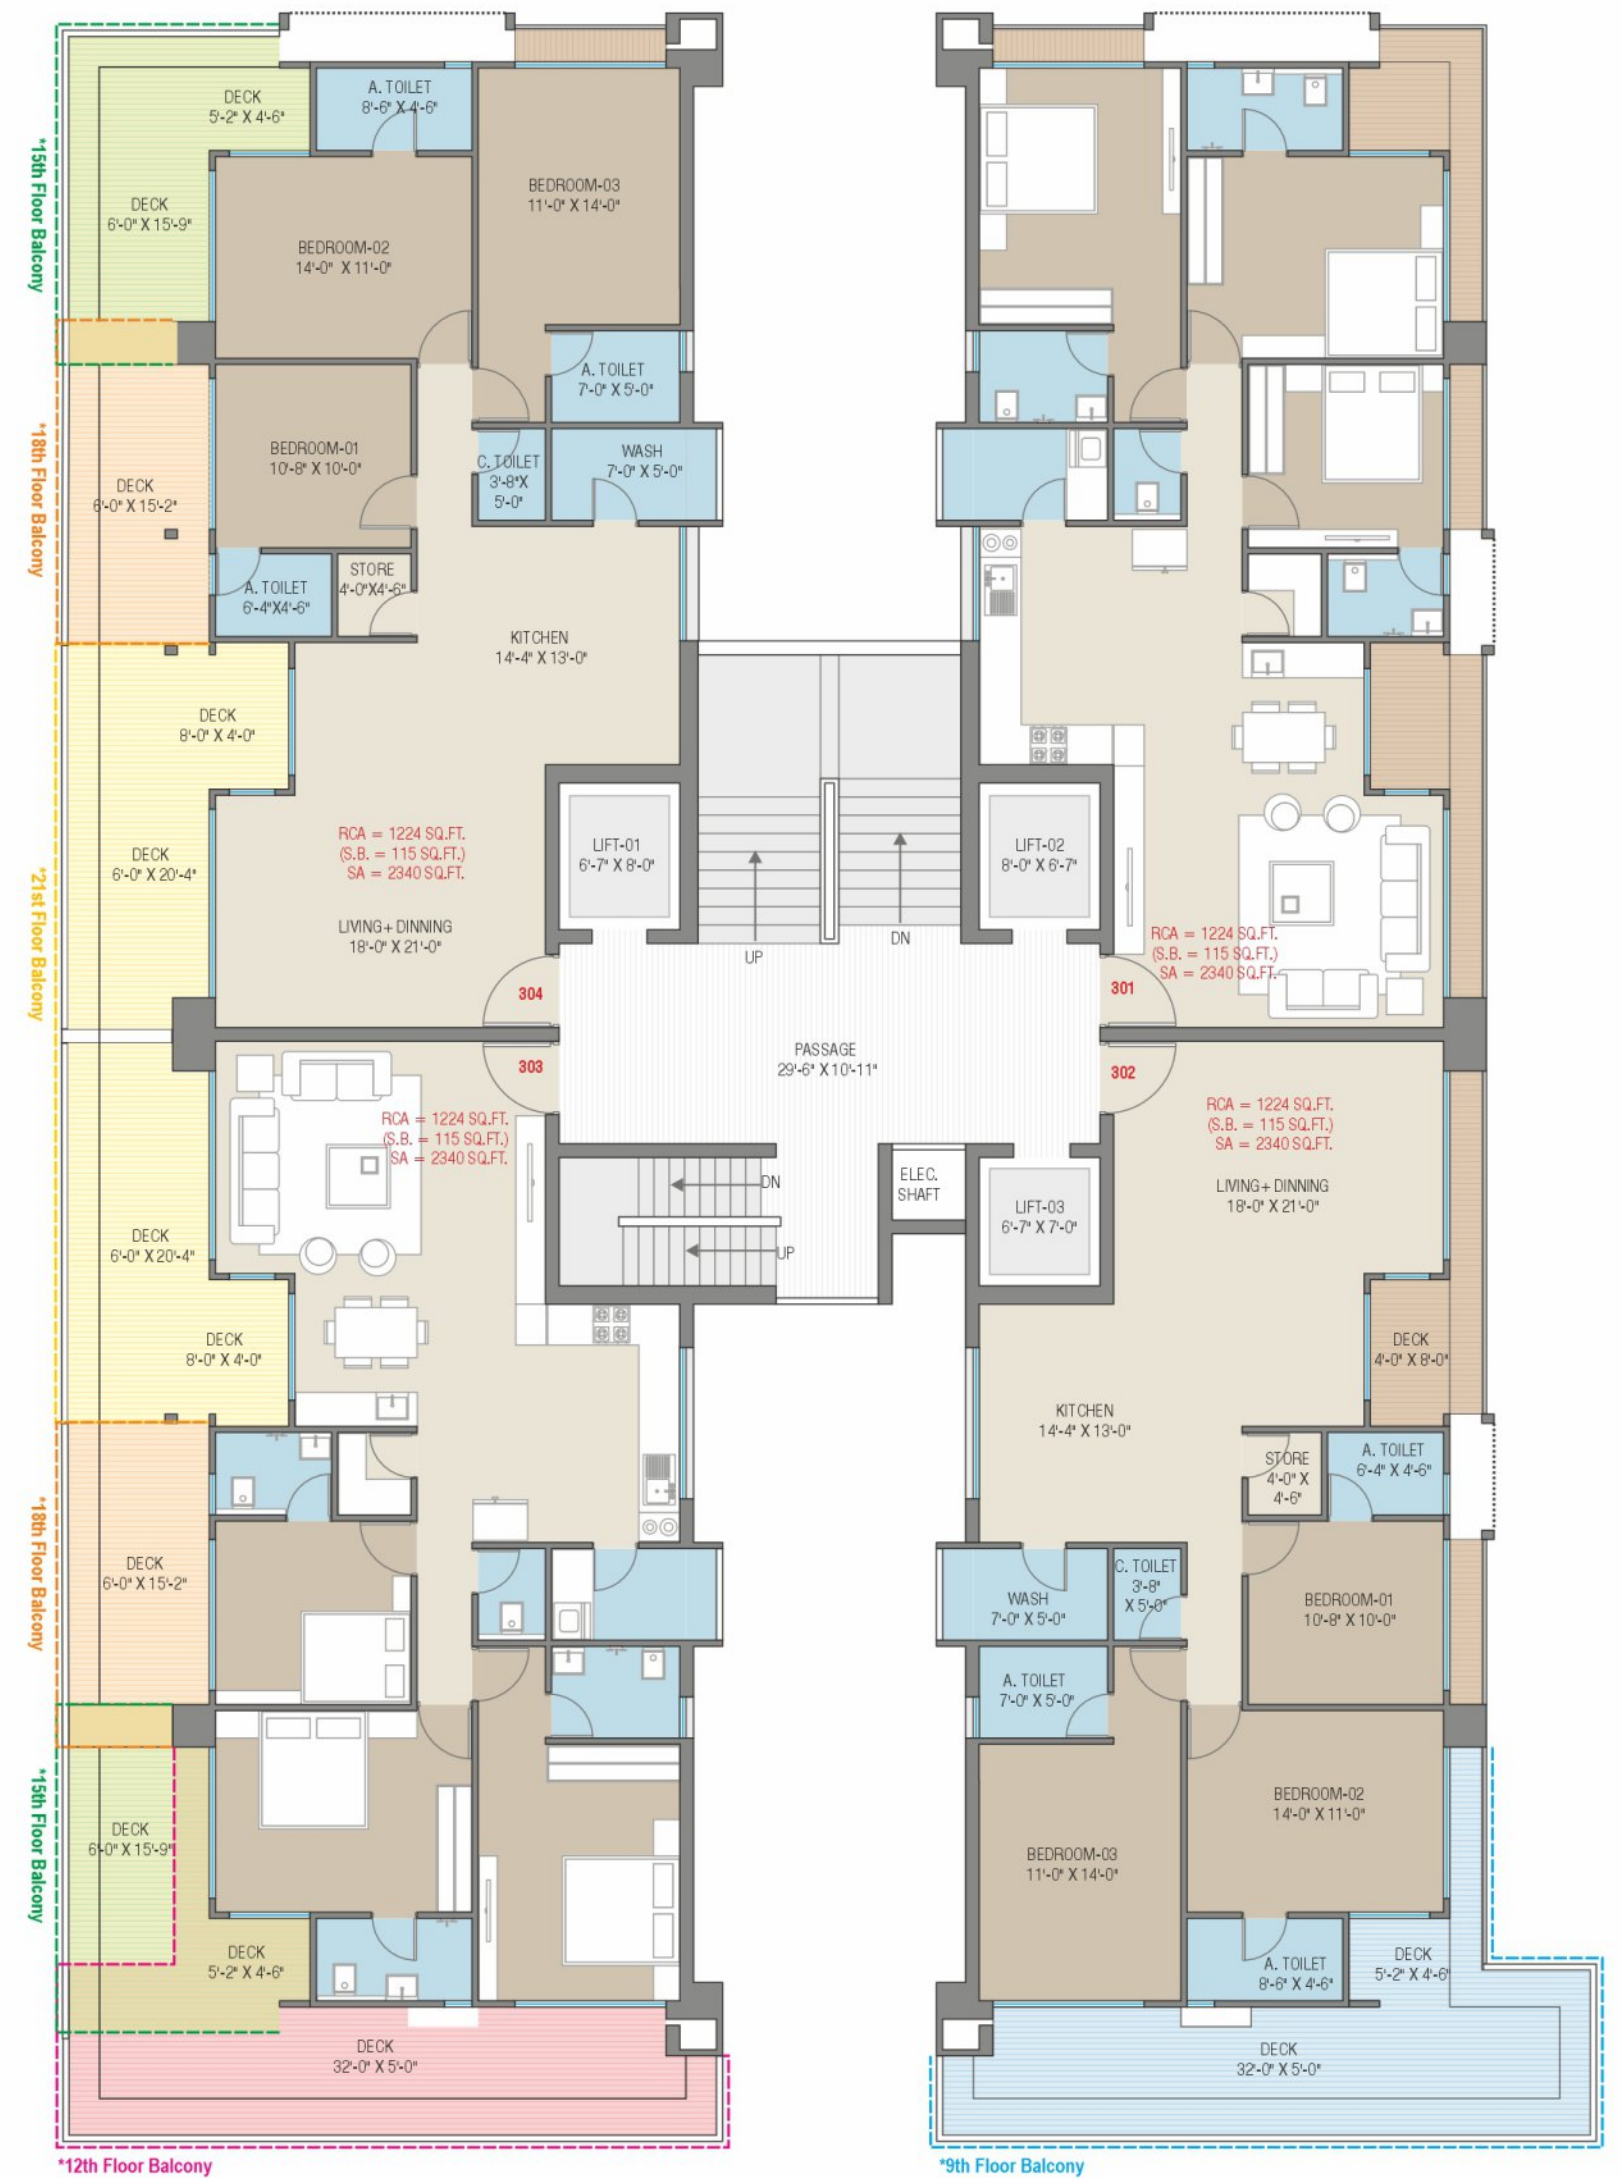 DECK
5'-2" X 4'-6"
A. TOILET
8'-6" X 4'-6"
*15th Floor Balcony
DECK
6'-0" X 15'-9"
BEDROOM-03
11'-0" X 14'-0"
BEDROOM-02
14'-0" X 11'-0"
A. TOILET
7'-0" X 5'-0"
*18th Floor Balcony
DECK
6'-0" X 15'-2"
BEDROOM-01
10'-8" X 10'-0"
C. TOILET
3'-8"X
5'-0"
WASH
7'-0" X 5'-0"
A. TOILET
6'-4"X4'-6"
STORE
4'-0"X4'-6"
KITCHEN
14'-4" X 13'-0"
DECK
8'-0" X 4'-0"
*21st Floor Balcony
DECK
6'-0" X 20'-4"
RCA = 1224 SQ.FT.
(S.B. = 115 SQ.FT.)
SA = 2340 SQ.FT.
LIVING+ DINNING
18'-0" X 21'-0"
LIFT-01
6'-7" X 8'-0"
UP
DN
LIFT-02
8'-0" X 6'-7"
RCA = 1224 SQ.FT.
(S.B. = 115 SQ.FT.)
SA = 2340 SQ.FT.
304
301
303
302
PASSAGE
29'-6" X 10'-11"
RCA = 1224 SQ.FT.
(S.B. = 115 SQ.FT.)
SA = 2340 SQ.FT.
RCA = 1224 SQ.FT.
(S.B. = 115 SQ.FT.)
SA = 2340 SQ.FT.
LIVING+ DINNING
18'-0" X 21'-0"
DN
UP
ELEC.
SHAFT
LIFT-03
6'-7" X 7'-0"
DECK
6'-0" X 20'-4"
DECK
8'-0" X 4'-0"
DECK
4'-0" X 8'-0"
KITCHEN
14'-4" X 13'-0"
STORE
4'-0" X
4'-6"
A. TOILET
6'-4" X 4'-6"
*18th Floor Balcony
DECK
6'-0" X 15'-2"
WASH
7'-0" X 5'-0"
C. TOILET
3'-8"
X 5'-0"
BEDROOM-01
10'-8" X 10'-0"
A. TOILET
7'-0" X 5'-0"
*15th Floor Balcony
DECK
6'-0" X 15'-9"
BEDROOM-02
14'-0" X 11'-0"
BEDROOM-03
11'-0" X 14'-0"
DECK
5'-2" X 4'-6"
A. TOILET
8'-6" X 4'-6"
DECK
5'-2" X 4'-6"
DECK
32'-0" X 5'-0"
DECK
32'-0" X 5'-0"
*12th Floor Balcony
*9th Floor Balcony